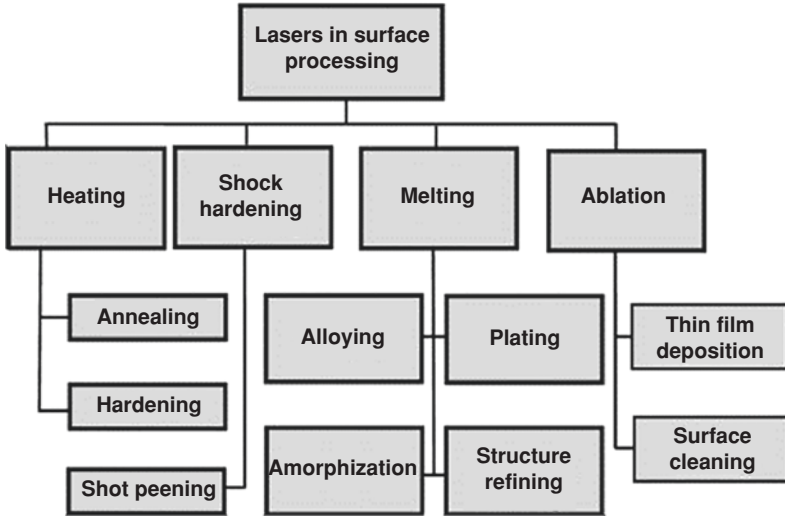 Lasers in surface
processing
Heating
Shock
hardening
Melting
Ablation
Annealing
Hardening
Shot peening
Alloying
Plating
Amorphization
Structure
refining
Thin film
deposition
Surface
cleaning